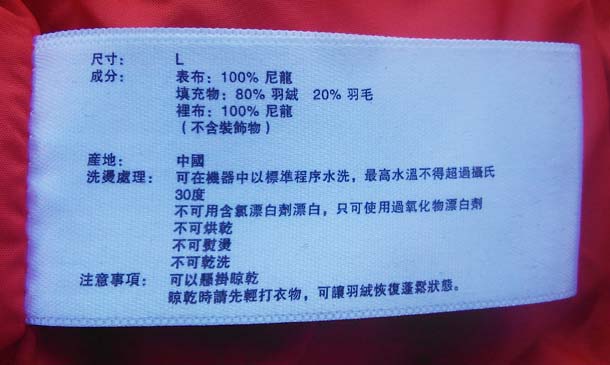 尺寸： L
成分： 表布：100% 尼龍
填充物：80% 羽絨 20% 羽毛
裡布：100% 尼龍
（不含裝飾物）
産地： 中國
洗燙處理： 可在機器中以標準程序水洗，最高水溫不得超過攝氏
30度
不可用含氯漂白劑漂白，只可使用過氧化物漂白劑
不可烘乾
不可熨燙
不可乾洗
注意事項： 可以懸掛晾乾
晾乾時請先輕打衣物，可讓羽絨恢復蓬鬆狀態。